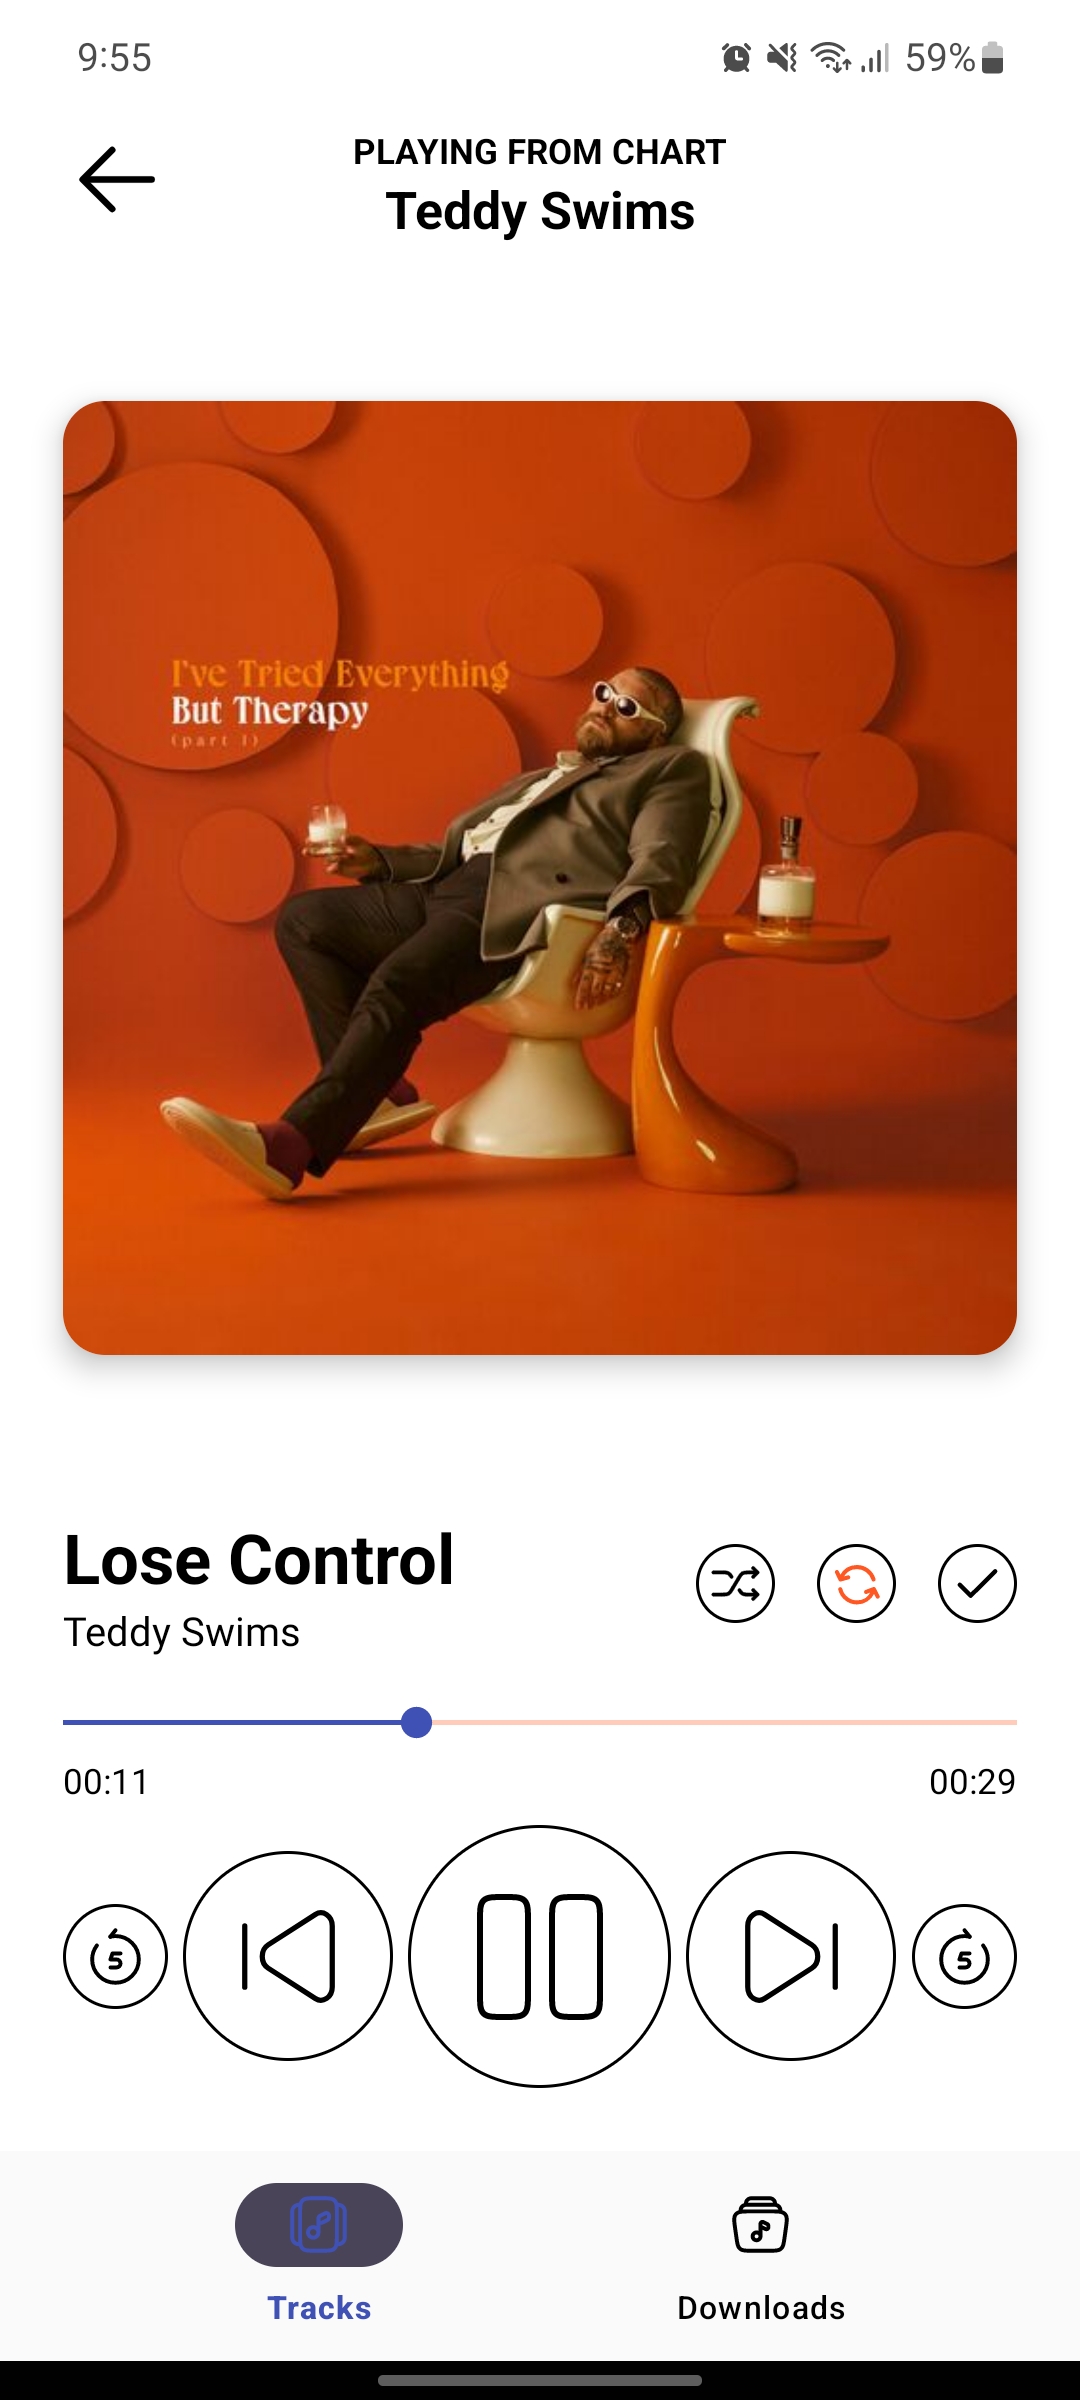 9:55
59%
PLAYING FROM CHART
Teddy Swims
I've Tried Everything
But Therapy
(part 1)
Lose Control
Teddy Swims
00:11
00:29
5
5
Tracks
Downloads